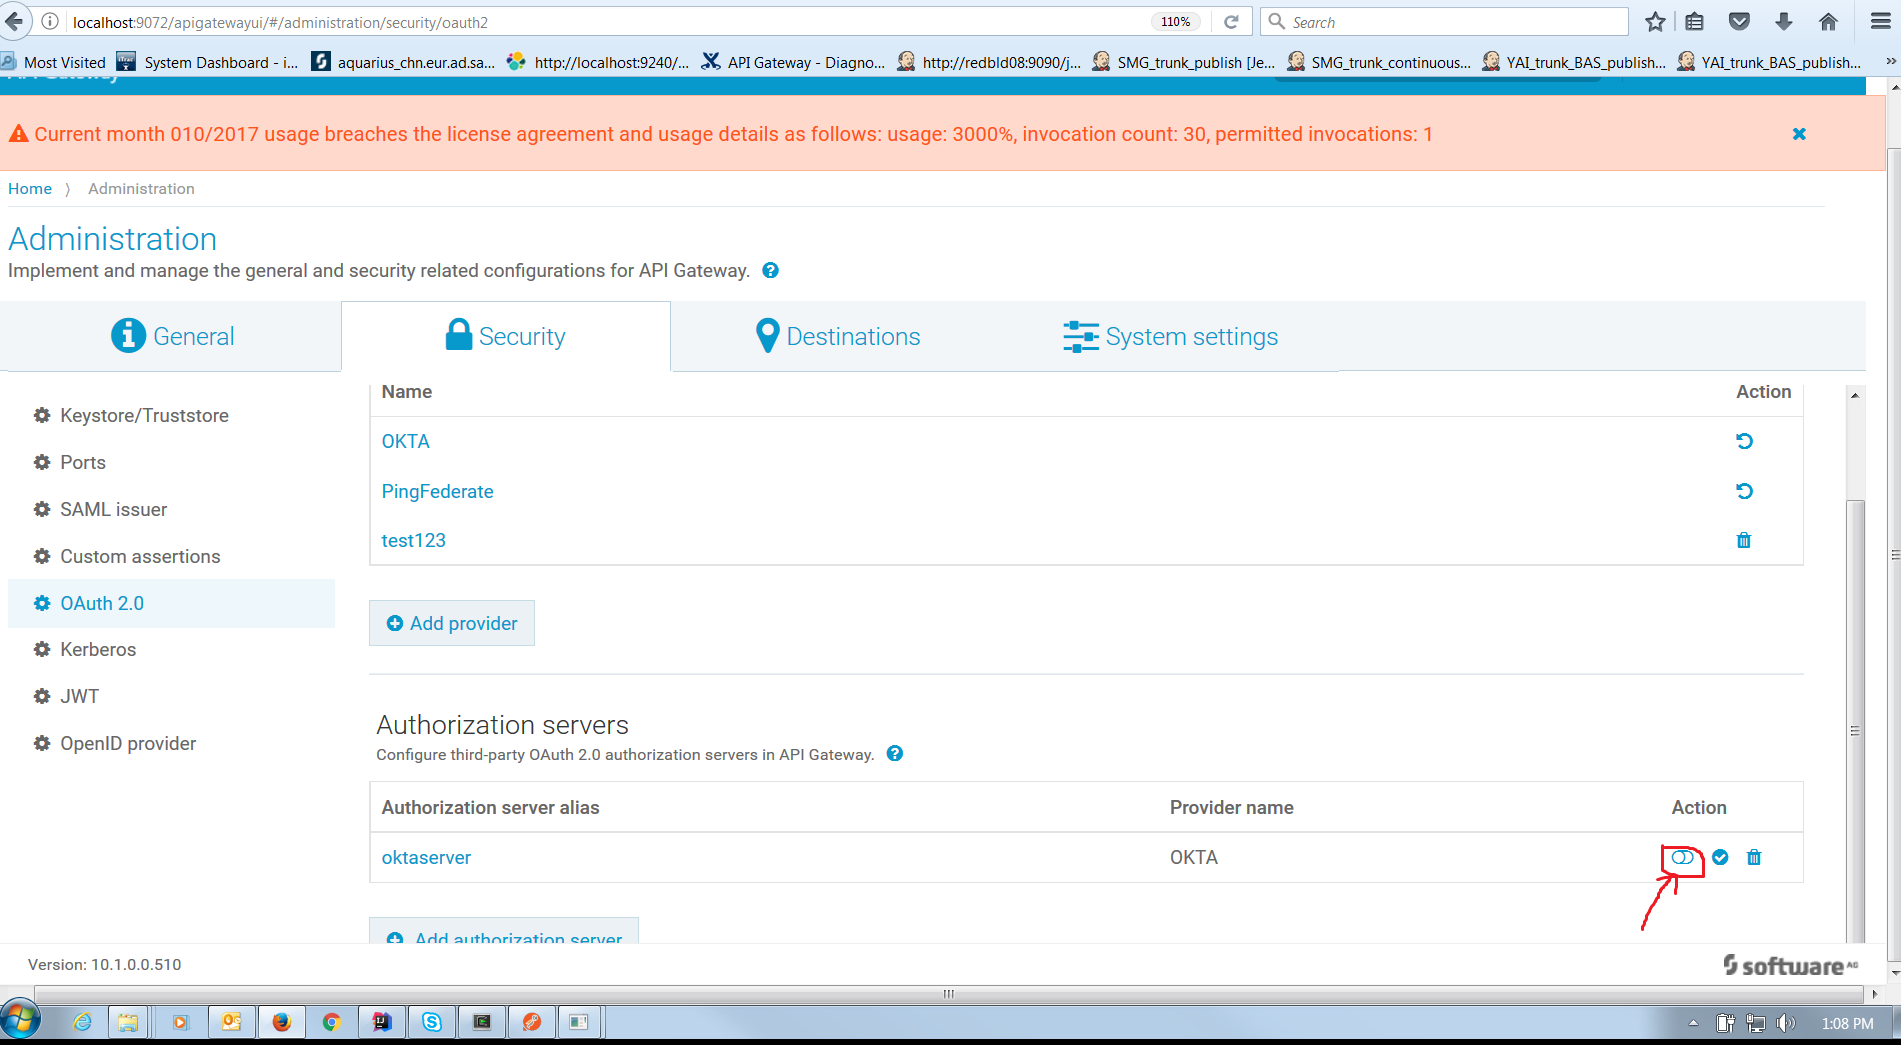 localhost:9072/apigatewayui/#/administration/security/oauth2
110%
Search
Most Visited
System Dashboard - i...
aquarius_chn.eur.ad.sa...
http://localhost:9240/...
API Gateway - Diagno...
http://redbld08:9090/j...
SMG_trunk_publish [Je...
SMG_trunk_continuous...
YAI_trunk_BAS_publish...
YAI_trunk_BAS_publish...
API Gateway
Current month 010/2017 usage breaches the license agreement and usage details as follows: usage: 3000%, invocation count: 30, permitted invocations: 1
Home 〉 Administration
Administration
Implement and manage the general and security related configurations for API Gateway.
General
Security
Destinations
System settings
Keystore/Truststore
Ports
SAML issuer
Custom assertions
OAuth 2.0
Kerberos
JWT
OpenID provider
Name Action
OKTA
PingFederate
test123
Add provider
Authorization servers
Configure third-party OAuth 2.0 authorization servers in API Gateway.
Authorization server alias Provider name Action
oktaserver OKTA
Add authorization server
Version: 10.1.0.0.510
software AG
1:08 PM